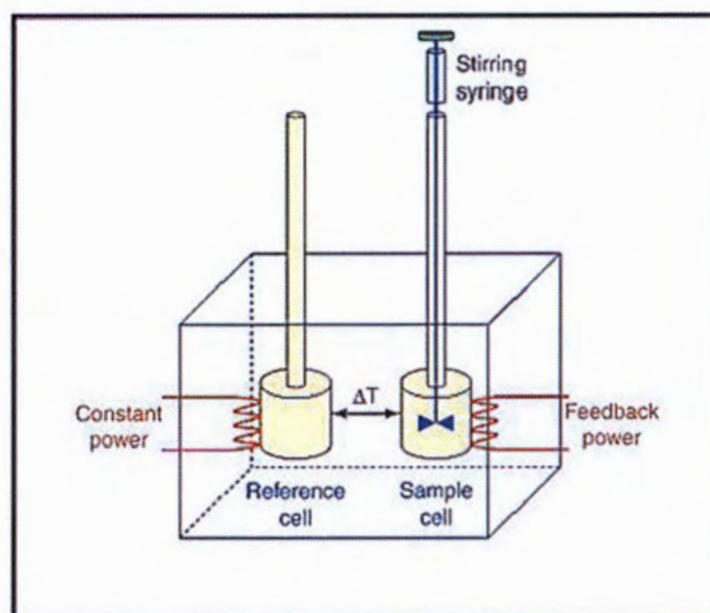 Stirring
syringe
ΔT
Constant
power
Feedback
power
Reference
cell
Sample
cell